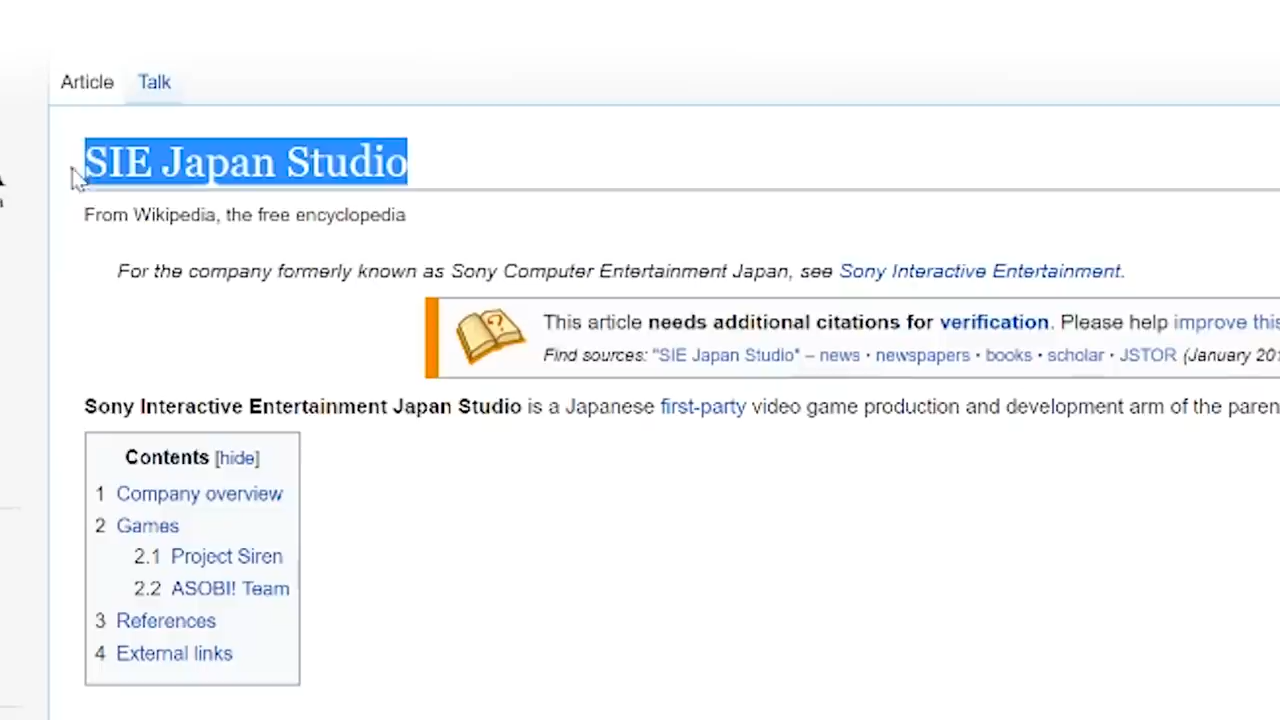 Article Talk
SIE Japan Studio
From Wikipedia, the free encyclopedia
For the company formerly known as Sony Computer Entertainment Japan, see Sony Interactive Entertainment.
This article needs additional citations for verification. Please help improve this
Find sources: "SIE Japan Studio" – news · newspapers · books · scholar · JSTOR (January
Sony Interactive Entertainment Japan Studio is a Japanese first-party video game production and development arm of the
Contents [hide]
1 Company overview
2 Games
2.1 Project Siren
2.2 ASOBI! Team
3 References
4 External links